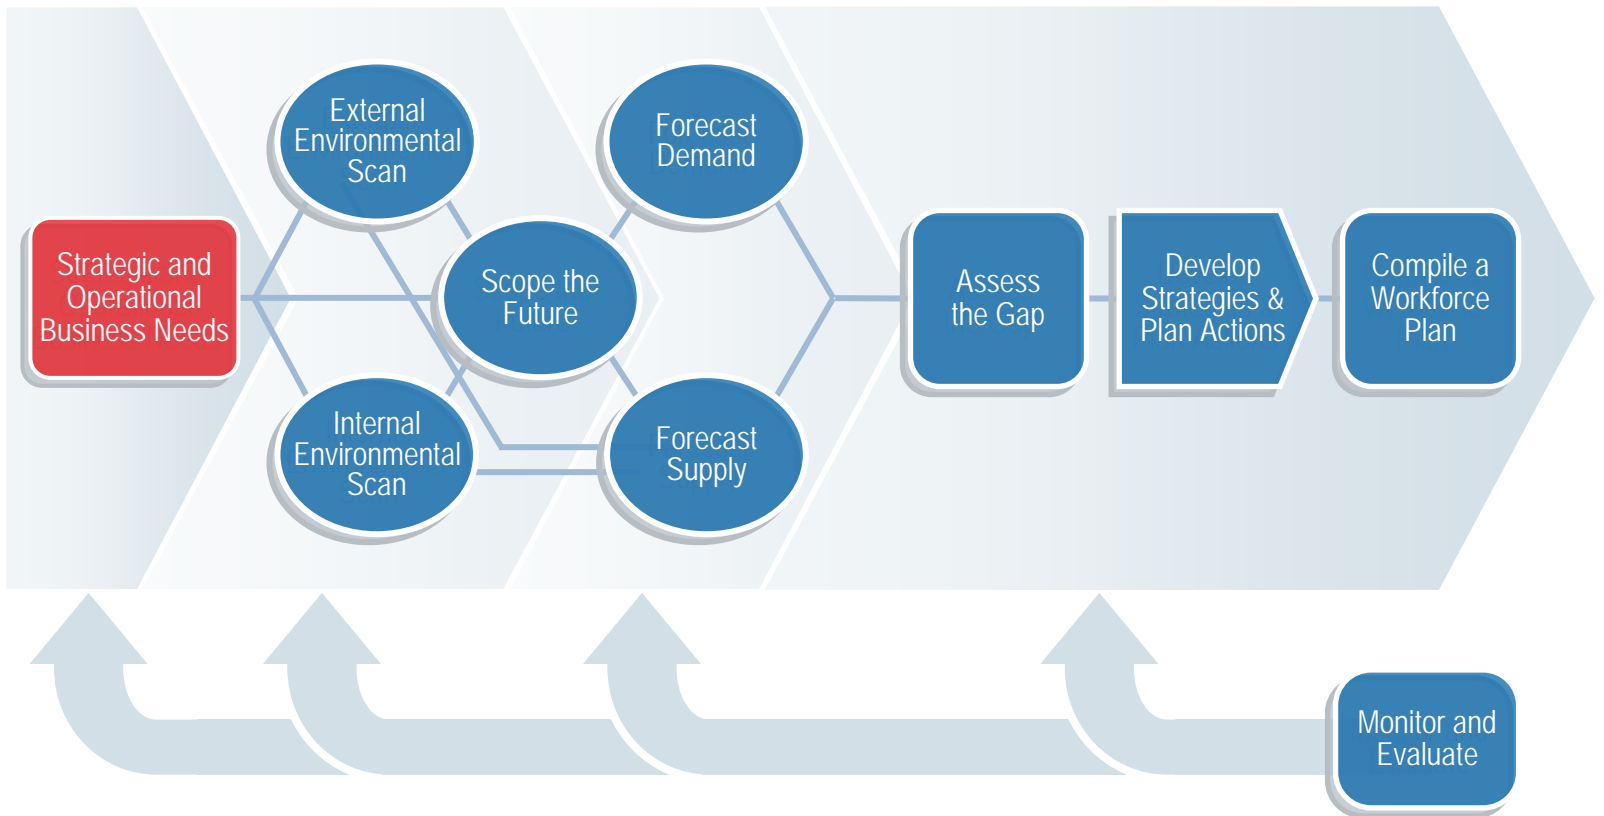 Strategic and
Operational
Business Needs
External
Environmental
Scan
Internal
Environmental
Scan
Scope the
Future
Forecast
Demand
Forecast
Supply
Assess
the Gap
Develop
Strategies &
Plan Actions
Compile a
Workforce
Plan
Monitor and
Evaluate